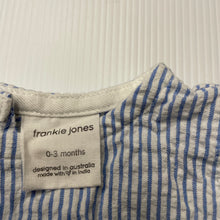 frankie jones
0-3 months
designed in australia
made with ♡ in india